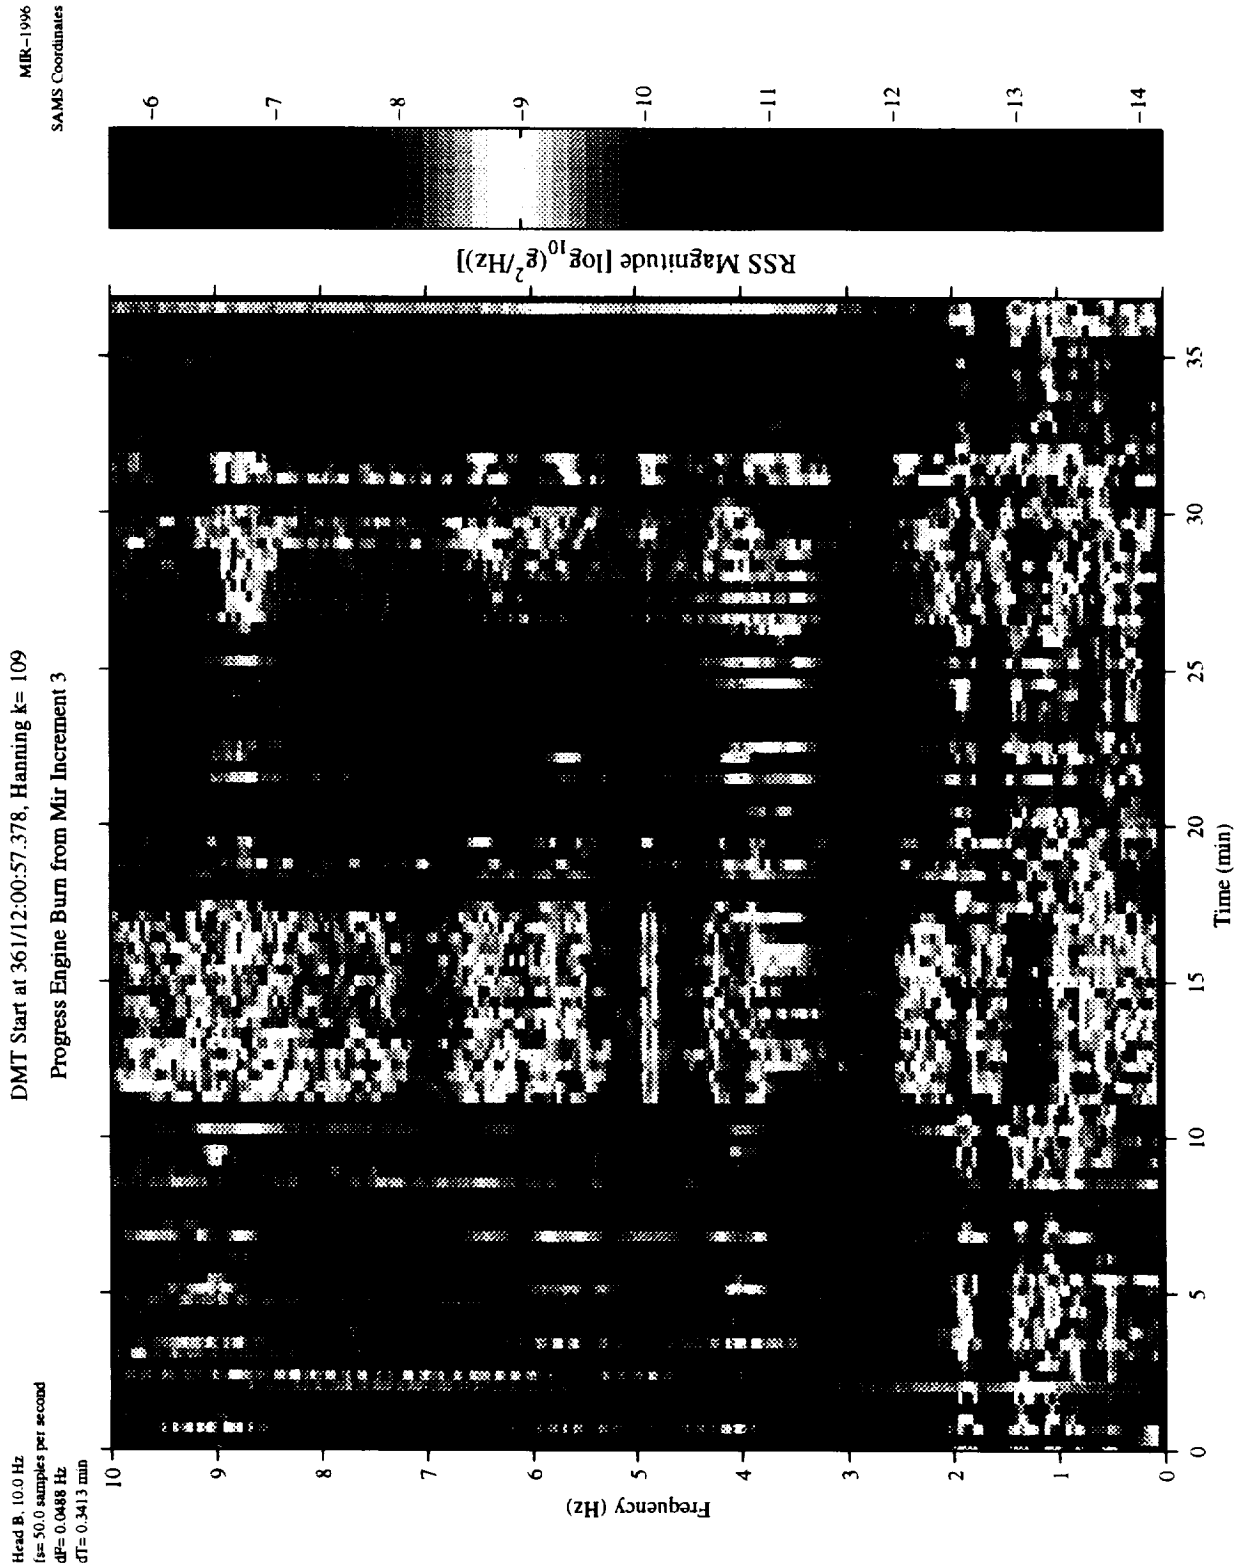 Head B, 10.0 Hz
fs= 50.0 samples per second
dF= 0.0488 Hz
dT= 0.3413 min
DMT Start at 361/12:00:57.378, Hanning k= 109
Progress Engine Burn from Mir Increment 3
MIR-1996
SAMS Coordinates
10
9
8
7
6
5
4
3
2
1
0
Frequency (Hz)
0
5
10
15
20
25
30
35
Time (min)
RSS Magnitude [log10(g2/Hz)]
-6
-7
-8
-9
-10
-11
-12
-13
-14